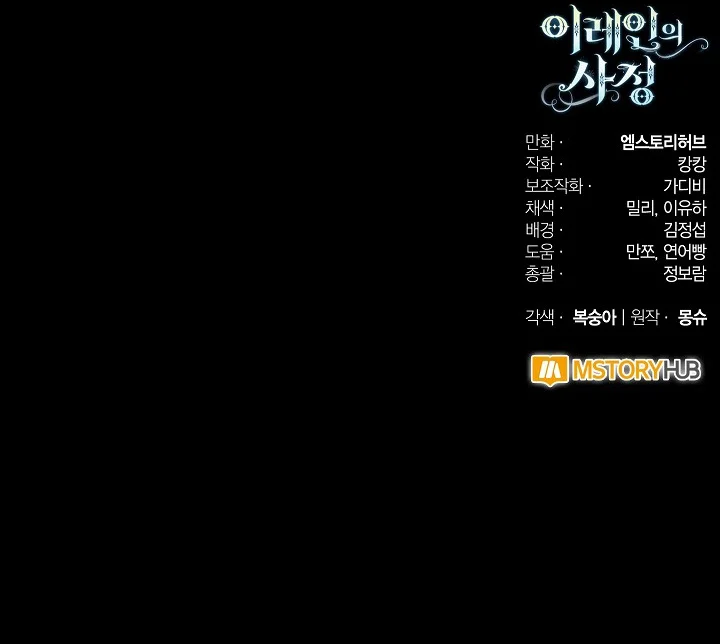 이레인의
사정
만화 · 엠스토리허브
작화 · 캉캉
보조작화 · 가디비
채색 · 밀리, 이유하
배경 · 김정섭
도움 · 만쪼, 연어빵
총괄 · 정보람
각색 · 복숭아 | 원작 · 몽슈
MSTORYHUB